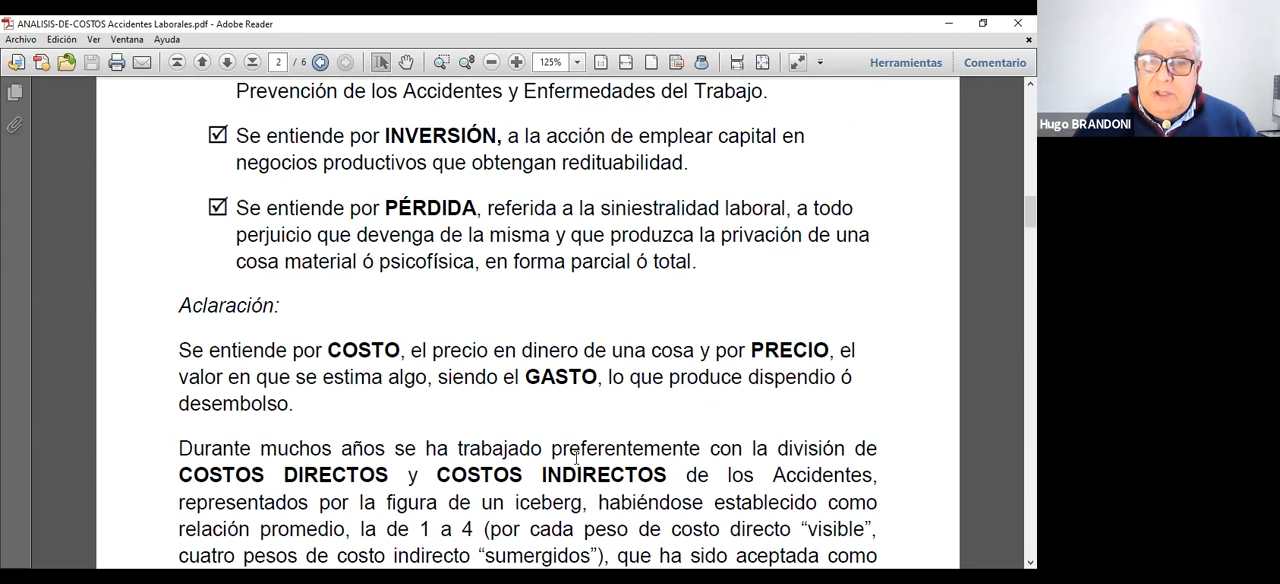 ANALISIS-DE-COSTOS Accidentes Laborales.pdf - Adobe Reader
Archivo Edición Ver Ventana Ayuda
2 / 6 125% Herramientas Comentario
Prevención de los Accidentes y Enfermedades del Trabajo.
Se entiende por INVERSIÓN, a la acción de emplear capital en
negocios productivos que obtengan redituabilidad.
Se entiende por PÉRDIDA, referida a la siniestralidad laboral, a todo
perjuicio que devenga de la misma y que produzca la privación de una
cosa material ó psicofísica, en forma parcial ó total.
Aclaración:
Se entiende por COSTO, el precio en dinero de una cosa y por PRECIO, el
valor en que se estima algo, siendo el GASTO, lo que produce dispendio ó
desembolso.
Durante muchos años se ha trabajado preferentemente con la división de
COSTOS DIRECTOS y COSTOS INDIRECTOS de los Accidentes,
representados por la figura de un iceberg, habiéndose establecido como
relación promedio, la de 1 a 4 (por cada peso de costo directo “visible”,
cuatro pesos de costo indirecto “sumergidos”), que ha sido aceptada como
Hugo BRANDONI